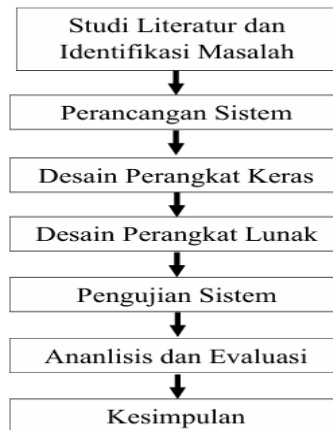 Studi Literatur dan
Identifikasi Masalah
Perancangan Sistem
Desain Perangkat Keras
Desain Perangkat Lunak
Pengujian Sistem
Ananlisis dan Evaluasi
Kesimpulan